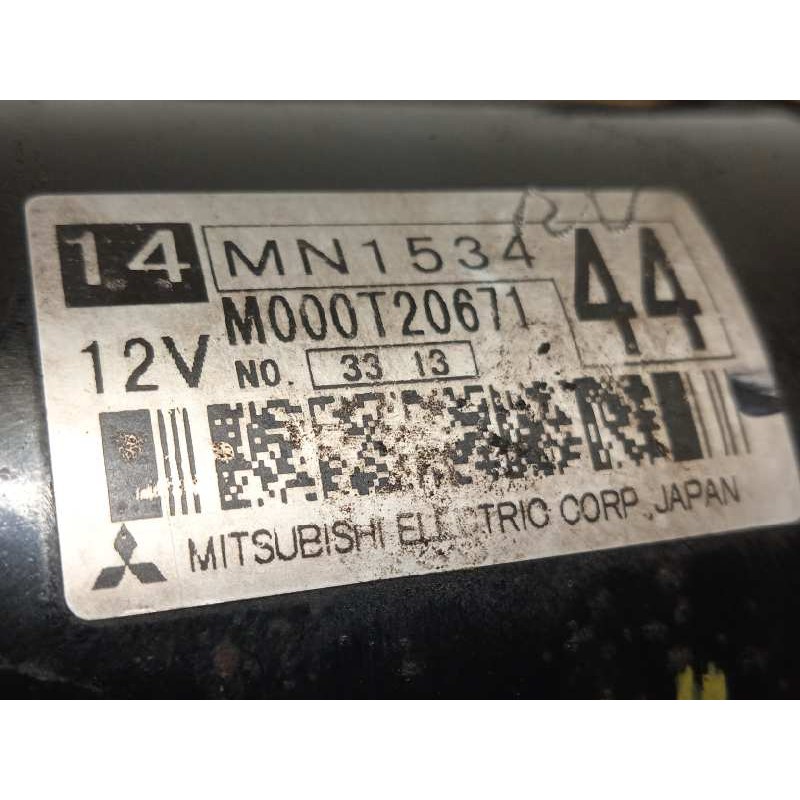 14 MN1534 44
M000T20671
12V NO. 33 13
MITSUBISHI ELECTRIC CORP. JAPAN